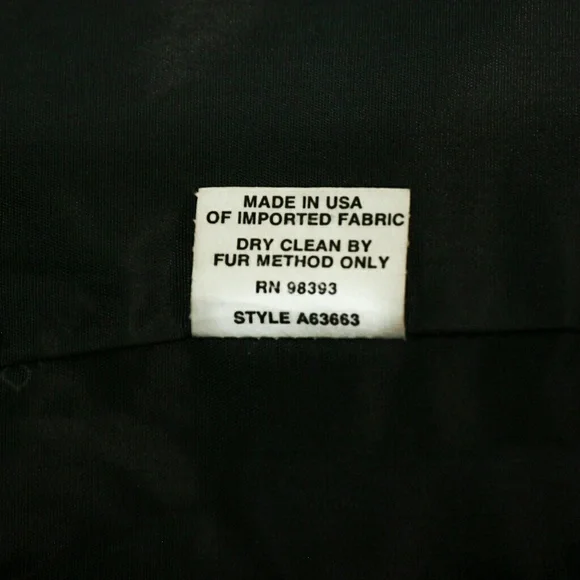 MADE IN USA
OF IMPORTED FABRIC
DRY CLEAN BY
FUR METHOD ONLY
RN 98393
STYLE A63663